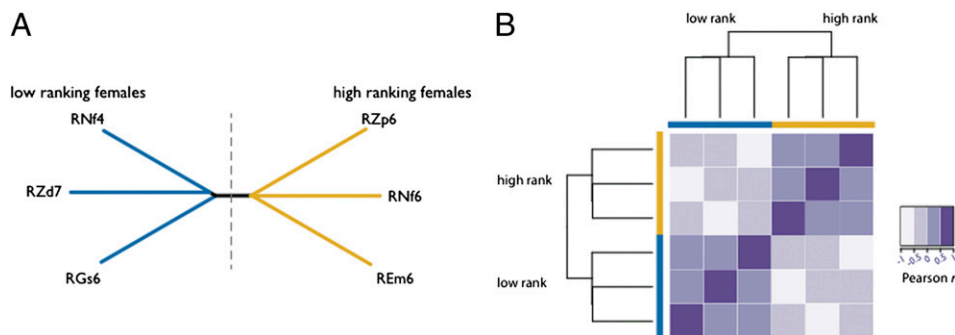 A
low ranking females
high ranking females
RNf4
RZp6
RZd7
RNf6
RGs6
REm6
B
low rank
high rank
high rank
low rank
-1 -0.5 0 0.5 1
Pearson r